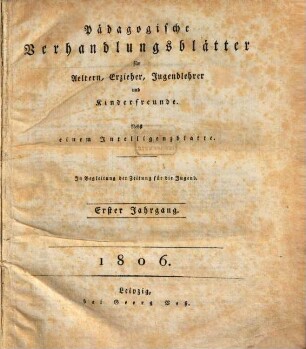 Pädagogische
Verhandlungsblätter
für
Aeltern, Erzieher, Jugendlehrer
und
Kinderfreunde.
Nebst
einem Intelligenzblatte.
In Begleitung der Zeitung für die Jugend.
Erster Jahrgang.
1806.
Leipzig,
bei Georg Voß.